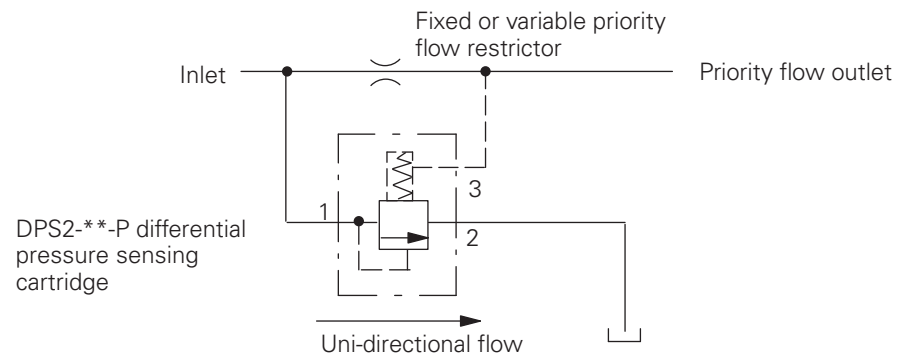 Fixed or variable priority
flow restrictor
Inlet
Priority flow outlet
3
1
2
DPS2-**-P differential
pressure sensing
cartridge
Uni-directional flow